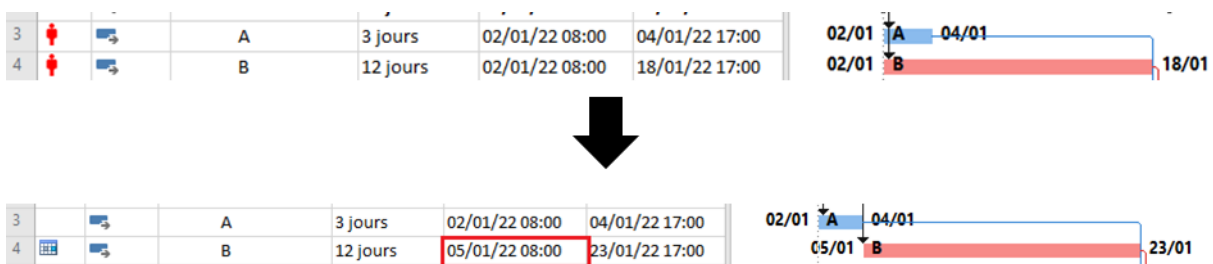 3 A 3 jours 02/01/22 08:00 04/01/22 17:00 02/01 A 04/01
4 B 12 jours 02/01/22 08:00 18/01/22 17:00 02/01 B 18/01
3 A 3 jours 02/01/22 08:00 04/01/22 17:00 02/01 A 04/01
4 B 12 jours 05/01/22 08:00 23/01/22 17:00 05/01 B 23/01